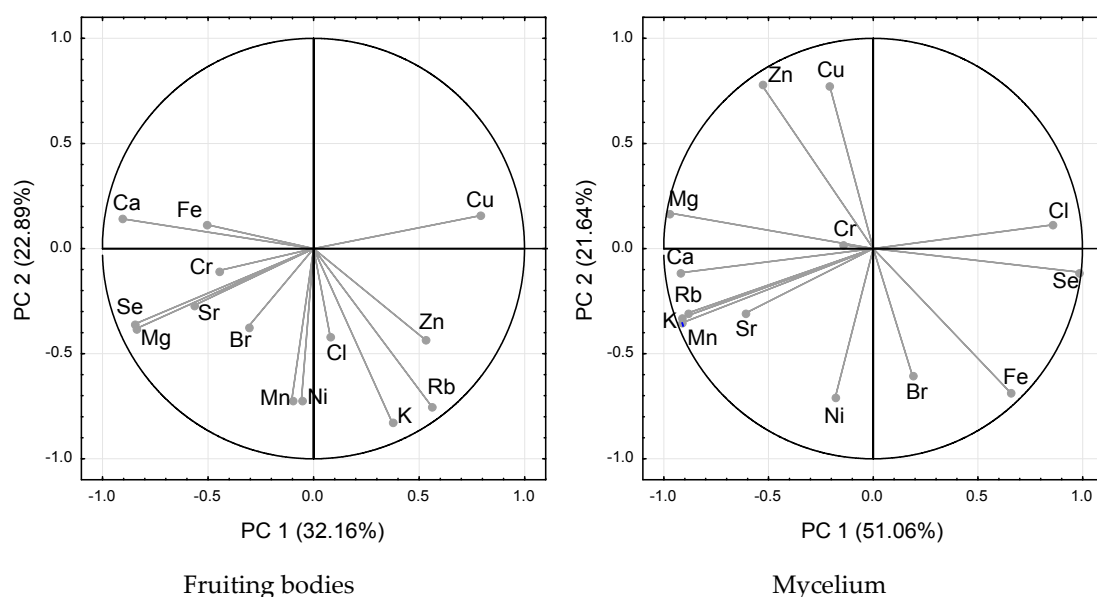 1.0
0.5
0.0
-0.5
-1.0
PC 2 (22.89%)
Ca
Fe
Cu
Cr
Se
Sr
Mg
Br
Zn
Cl
Mn
Ni
Rb
K
-1.0 -0.5 0.0 0.5 1.0
PC 1 (32.16%)
Fruiting bodies
1.0
0.5
0.0
-0.5
-1.0
PC 2 (21.64%)
Zn
Cu
Mg
Cr
Cl
Ca
Se
Rb
K
Mn
Sr
Ni
Br
Fe
-1.0 -0.5 0.0 0.5 1.0
PC 1 (51.06%)
Mycelium